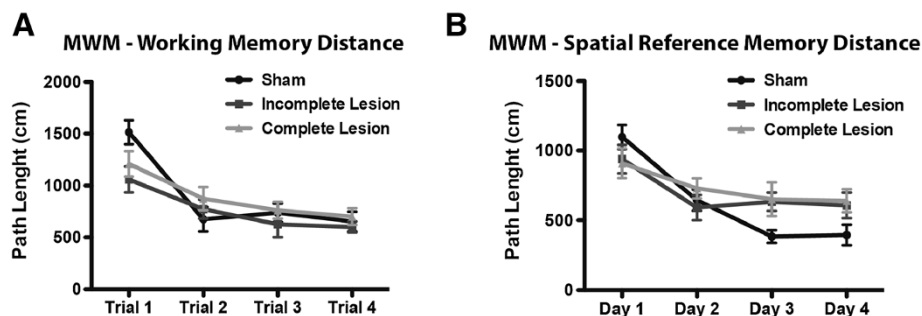 A
MWM - Working Memory Distance
2000
1500
1000
500
0
Path Lenght (cm)
Sham
Incomplete Lesion
Complete Lesion
Trial 1 Trial 2 Trial 3 Trial 4
B
MWM - Spatial Reference Memory Distance
1500
1000
500
0
Path Lenght (cm)
Sham
Incomplete Lesion
Complete Lesion
Day 1 Day 2 Day 3 Day 4